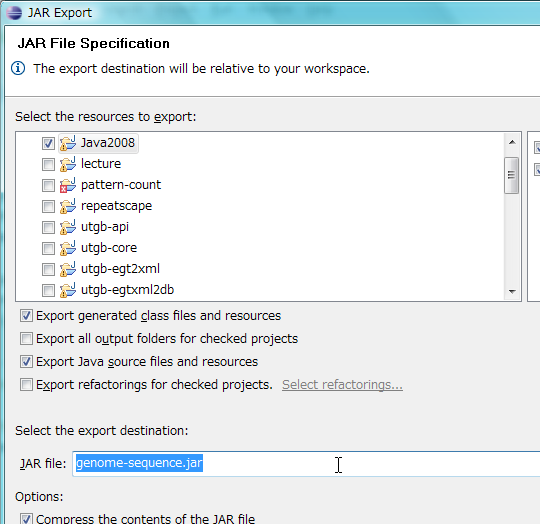 JAR Export
JAR File Specification
The export destination will be relative to your workspace.
Select the resources to export:
Java2008
lecture
pattern-count
repeatscape
utgb-api
utgb-core
utgb-egt2xml
utgb-egtxml2db
Export generated class files and resources
Export all output folders for checked projects
Export Java source files and resources
Export refactorings for checked projects. Select refactorings...
Select the export destination:
JAR file: genome-sequence.jar
Options:
Compress the contents of the JAR file